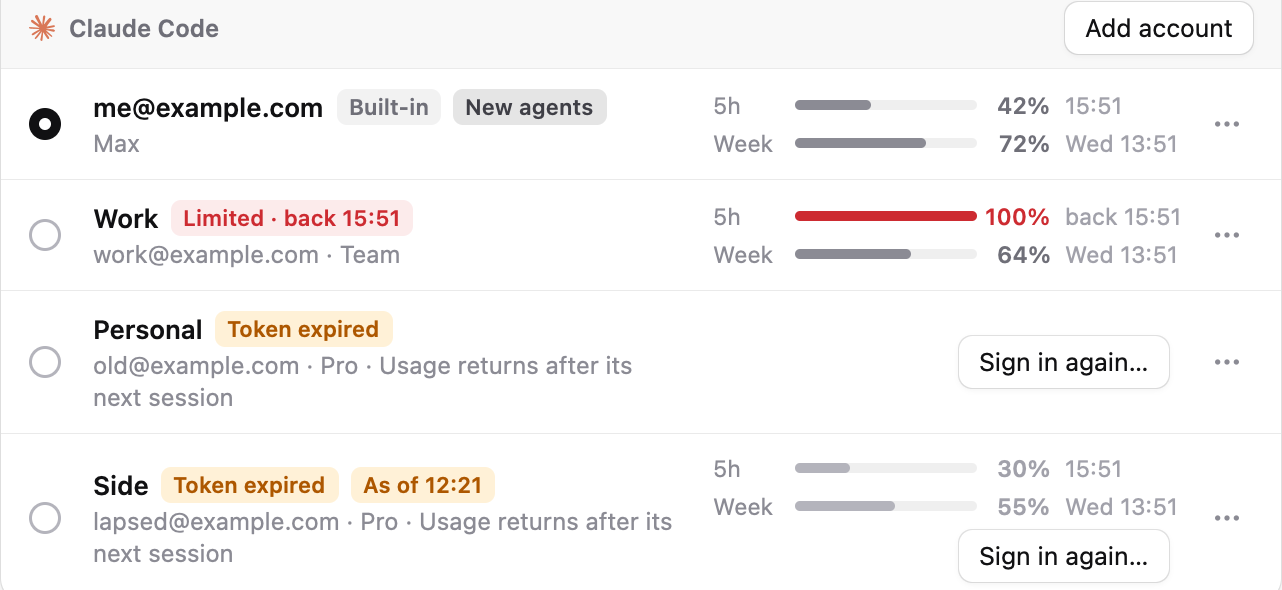 Claude Code
Add account
me@example.com Built-in New agents
Max
5h 42% 15:51
Week 72% Wed 13:51
Work Limited · back 15:51
work@example.com · Team
5h 100% back 15:51
Week 64% Wed 13:51
Personal Token expired
old@example.com · Pro · Usage returns after its
next session
Sign in again...
Side Token expired As of 12:21
lapsed@example.com · Pro · Usage returns after its
next session
5h 30% 15:51
Week 55% Wed 13:51
Sign in again...